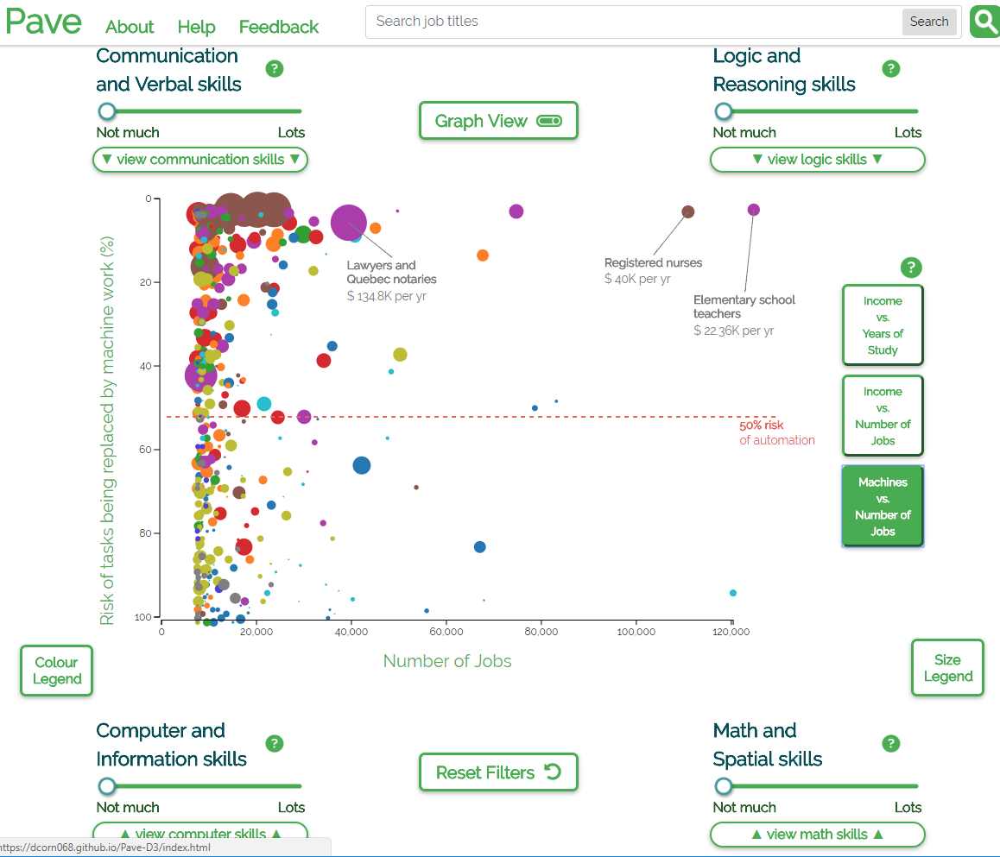 Pave
About
Help
Feedback
Search job titles
Search
Communication
and Verbal skills
?
Not much
Lots
▼ view communication skills ▼
Graph View
Logic and
Reasoning skills
?
Not much
Lots
▼ view logic skills ▼
Risk of tasks being replaced by machine work (%)
0
20
40
60
80
100
0
20,000
40,000
60,000
80,000
100,000
120,000
Number of Jobs
Lawyers and
Quebec notaries
$ 134.8K per yr
Registered nurses
$ 40K per yr
Elementary school
teachers
$ 22.36K per yr
50% risk
of automation
?
Income
vs.
Years of
Study
Income
vs.
Number of
Jobs
Machines
vs.
Number of
Jobs
Colour
Legend
Size
Legend
Computer and
Information skills
?
Not much
Lots
▲ view computer skills ▲
Reset Filters
Math and
Spatial skills
?
Not much
Lots
▲ view math skills ▲
https://dcorn068.github.io/Pave-D3/index.html